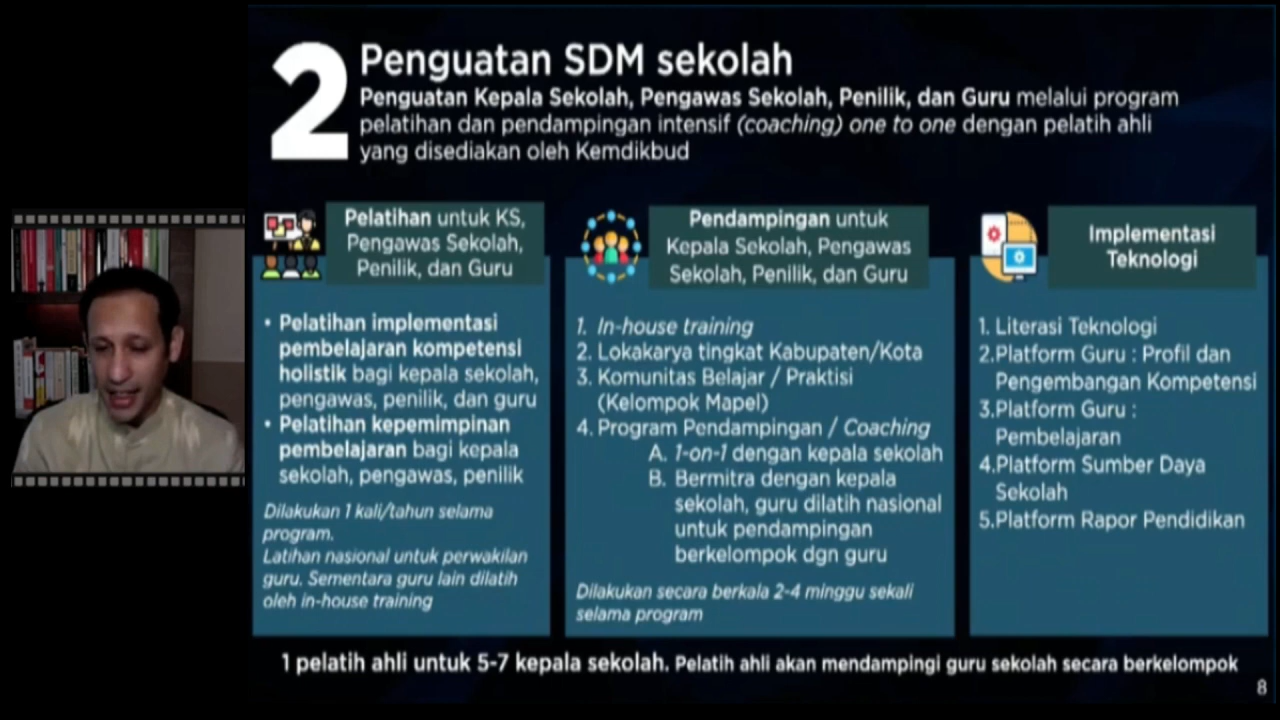 2
Penguatan SDM sekolah
Penguatan Kepala Sekolah, Pengawas Sekolah, Penilik, dan Guru melalui program
pelatihan dan pendampingan intensif (coaching) one to one dengan pelatih ahli
yang disediakan oleh Kemdikbud
Pelatihan untuk KS,
Pengawas Sekolah,
Penilik, dan Guru
• Pelatihan implementasi
pembelajaran kompetensi
holistik bagi kepala sekolah,
pengawas, penilik, dan guru
• Pelatihan kepemimpinan
pembelajaran bagi kepala
sekolah, pengawas, penilik
Dilakukan 1 kali/tahun selama
program.
Latihan nasional untuk perwakilan
guru. Sementara guru lain dilatih
oleh in-house training
Pendampingan untuk
Kepala Sekolah, Pengawas
Sekolah, Penilik, dan Guru
1. In-house training
2. Lokakarya tingkat Kabupaten/Kota
3. Komunitas Belajar / Praktisi
(Kelompok Mapel)
4. Program Pendampingan / Coaching
A. 1-on-1 dengan kepala sekolah
B. Bermitra dengan kepala
sekolah, guru dilatih nasional
untuk pendampingan
berkelompok dgn guru
Dilakukan secara berkala 2-4 minggu sekali
selama program
Implementasi
Teknologi
1. Literasi Teknologi
2.Platform Guru : Profil dan
Pengembangan Kompetensi
3.Platform Guru :
Pembelajaran
4.Platform Sumber Daya
Sekolah
5.Platform Rapor Pendidikan
1 pelatih ahli untuk 5-7 kepala sekolah. Pelatih ahli akan mendampingi guru sekolah secara berkelompok
8